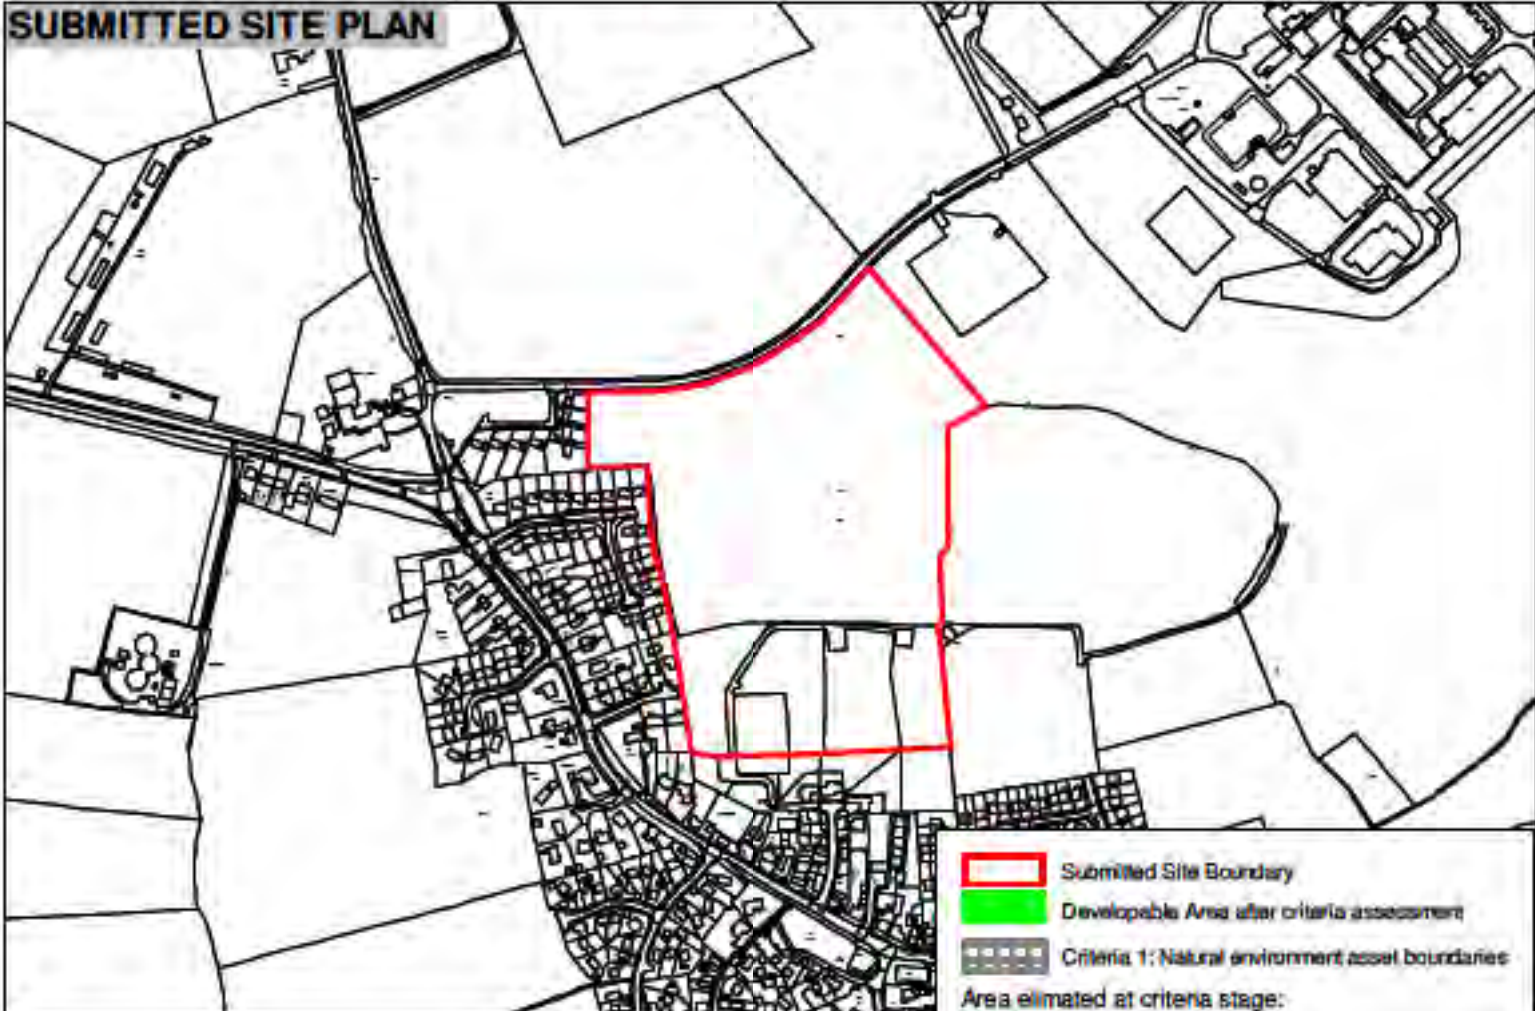 SUBMITTED SITE PLAN
Submitted Site Boundary
Developable Area after criteria assessment
Criteria 1: Natural environment asset boundaries
Area elimated at criteria stage: